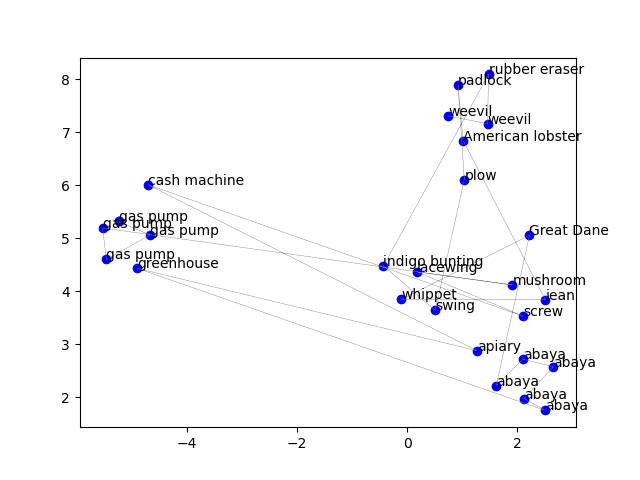 rubber eraser
padlock
weevil
weevil
American lobster
plow
cash machine
gas pump
gas pump
gas pump
gas pump
greenhouse
Great Dane
indigo bunting
lacewing
mushroom
whippet
jean
swing
screw
apiary
abaya
abaya
abaya
abaya
abaya
8
7
6
5
4
3
2
−4
−2
0
2